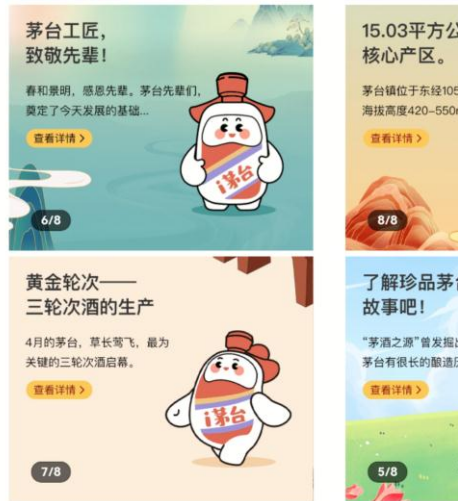 茅台工匠，
致敬先辈！
春和景明，感恩先辈。茅台先辈们，
奠定了今天发展的基础...
查看详情 >
i茅台
6/8
15.03平方公
核心产区。
茅台镇位于东经105
海拔高度420-550
查看详情 >
8/8
黄金轮次——
三轮次酒的生产
4月的茅台，草长莺飞，最为
关键的三轮次酒启幕。
查看详情 >
i茅台
7/8
了解珍品茅台
故事吧！
“茅酒之源”曾发掘出
茅台有很长的酿造历
查看详情 >
5/8